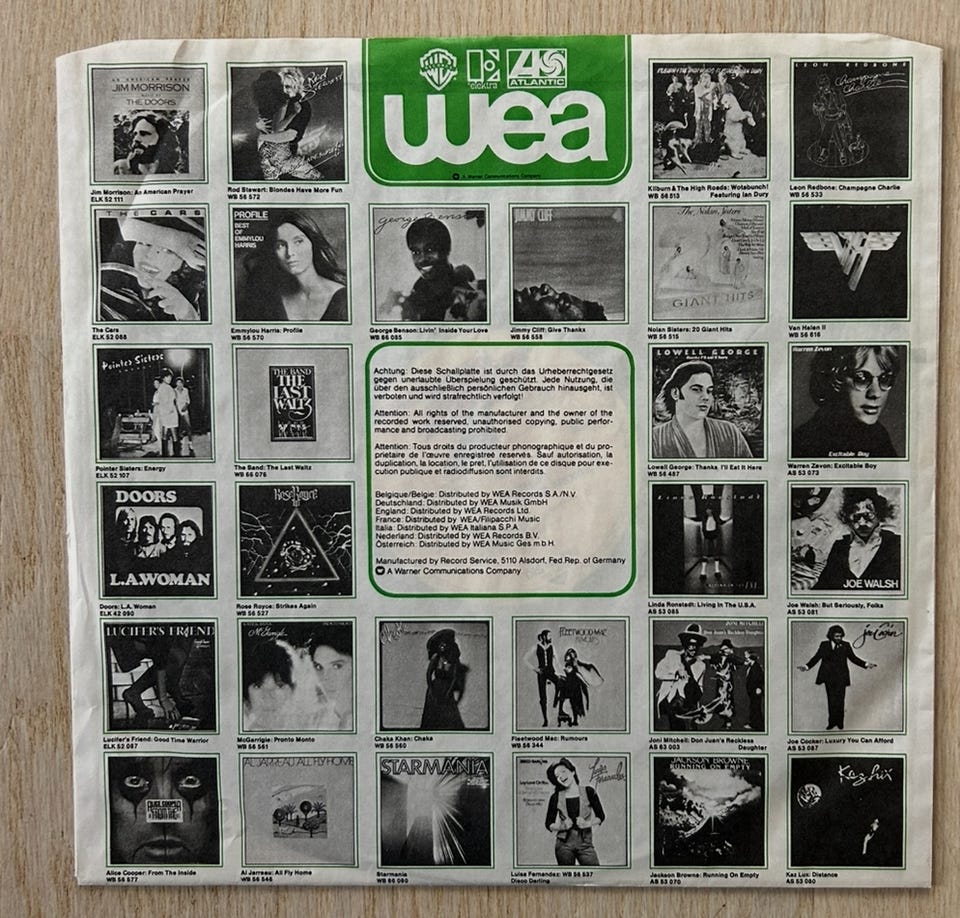 elektra
ATLANTIC
wea
A Warner Communications Company
AN AMERICAN PRAYER
JIM MORRISON
MUSIC BY
THE DOORS
Jim Morrison: An American Prayer
ELK 52 111
Rod Stewart: Blondes Have More Fun
WB 56 572
Kilburn & The High Roads: Wotabunch!
WB 56 513 Featuring Ian Dury
LEON REDBONE
Champagne Charlie
Leon Redbone: Champagne Charlie
WB 56 533
THE CARS
The Cars
ELK 52 088
PROFILE
BEST
OF
EMMYLOU
HARRIS
Emmylou Harris: Profile
WB 56 570
George Benson
George Benson: Livin' Inside Your Love
WB 66 085
JIMMY CLIFF
Jimmy Cliff: Give Thankx
WB 56 558
The Nolan Sisters
GIANT HITS
Nolan Sisters: 20 Giant Hits
WB 56 515
Van Halen II
WB 56 616
Pointer Sisters
Pointer Sisters: Energy
ELK 52 107
THE BAND
THE
LAST
WALTZ
The Band: The Last Waltz
WB 66 076
Achtung: Diese Schallplatte ist durch das Urheberrechtgesetz
gegen unerlaubte Überspielung geschützt. Jede Nutzung, die
über den ausschließlich persönlichen Gebrauch hinausgeht, ist
verboten und wird strafrechtlich verfolgt!
Attention: All rights of the manufacturer and the owner of the
recorded work reserved, unauthorised copying, public perfor-
mance and broadcasting prohibited.
Attention: Tous droits du producteur phonographique et du pro-
prietaire de l'œuvre enregistree reservés. Sauf autorisation, la
duplication, la location, le pret, l'utilisation de ce disque pour exe-
cution publique et radiodiffusion sont interdits.
Belgique/Belgie: Distributed by WEA Records S.A./N.V.
Deutschland: Distributed by WEA Musik GmbH
England: Distributed by WEA Records Ltd.
France: Distributed by WEA/Filipacchi Music
Italia: Distributed by WEA Italiana S.P.A
Nederland: Distributed by WEA Records B.V.
Österreich: Distributed by WEA Music Ges m.b.H.
Manufactured by Record Service, 5110 Alsdorf, Fed. Rep. of Germany
A Warner Communications Company
LOWELL GEORGE
Lowell George: Thanks, I'll Eat It Here
WB 56 487
Warren Zevon
Excitable Boy
Warren Zevon: Excitable Boy
AS 53 073
DOORS
L.A.WOMAN
Doors: L.A. Woman
ELK 42 090
Rose Royce
Rose Royce: Strikes Again
WB 56 527
Linda Ronstadt
Linda Ronstadt: Living In The U.S.A.
AS 53 085
JOE WALSH
Joe Walsh: But Seriously, Folks
AS 53 081
LUCIFER'S FRIEND
Lucifer's Friend: Good Time Warrior
ELK 52 087
McGarrigle: Pronto Monto
WB 56 561
Chaka Khan: Chaka
WB 56 560
FLEETWOOD MAC
RUMOURS
Fleetwood Mac: Rumours
WB 56 344
JONI MITCHELL
Don Juan's Reckless Daughter
Joni Mitchell: Don Juan's Reckless
AS 63 003 Daughter
Joe Cocker
Joe Cocker: Luxury You Can Afford
AS 53 087
ALICE COOPER
FROM THE
Alice Cooper: From The Inside
WB 56 577
AL JARREAU ALL FLY HOME
Al Jarreau: All Fly Home
WB 56 546
STARMANIA
Starmania
WB 66 080
Luisa Fernandez
Luisa Fernandez: WB 56 537
Disco Darling
JACKSON BROWNE
RUNNING ON EMPTY
Jackson Browne: Running On Empty
AS 53 070
Kaz Lux
Kaz Lux: Distance
AS 53 080